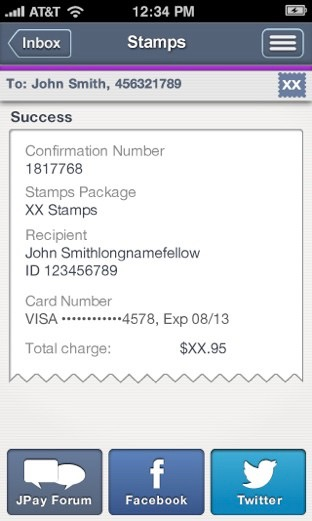 AT&T 12:34 PM
Inbox Stamps
To: John Smith, 456321789 XX
Success
Confirmation Number
1817768
Stamps Package
XX Stamps
Recipient
John Smithlongnamefellow
ID 123456789
Card Number
VISA ••••••••••••4578, Exp 08/13
Total charge: $XX.95
JPay Forum Facebook Twitter